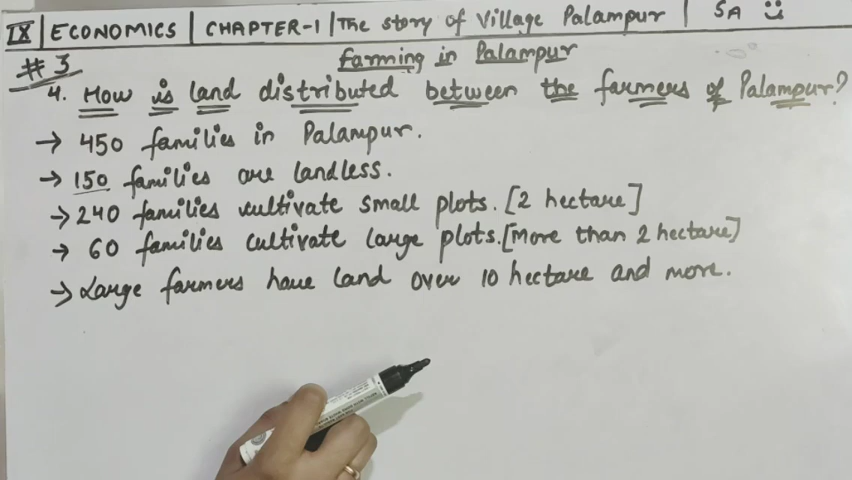 IX | ECONOMICS | CHAPTER-1 | The story of Village Palampur | SA
#3 Farming in Palampur
4. How is land distributed between the farmers of Palampur?
→ 450 families in Palampur.
→ 150 families are landless.
→ 240 families cultivate small plots. [2 hectare]
→ 60 families cultivate large plots. [More than 2 hectare]
→ Large farmers have land over 10 hectare and more.